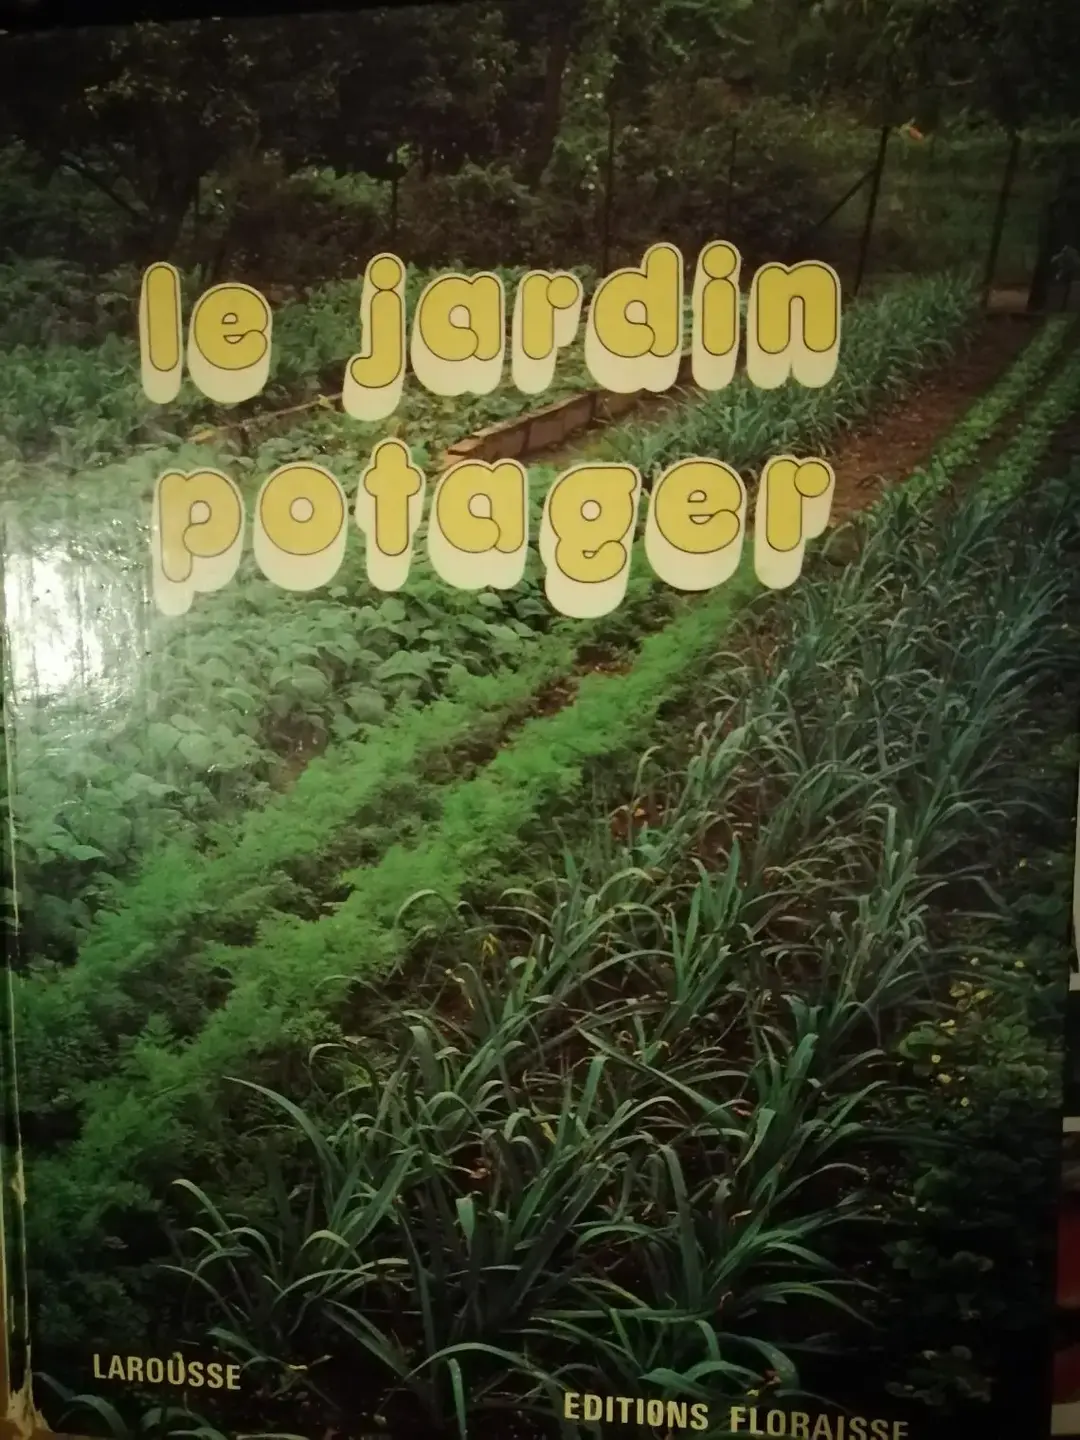 le jardin
potager
LAROUSSE
EDITIONS FLORAISSE